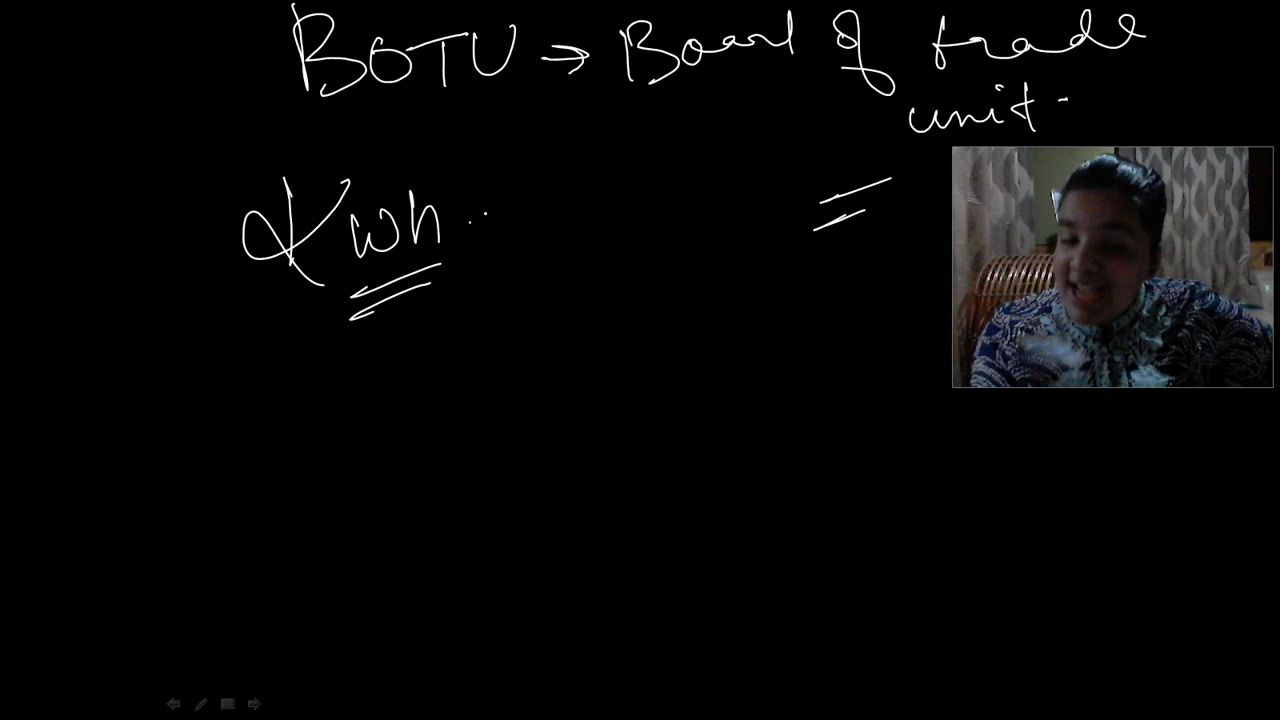 BOTU → Board of trade
unit.
Kwh..